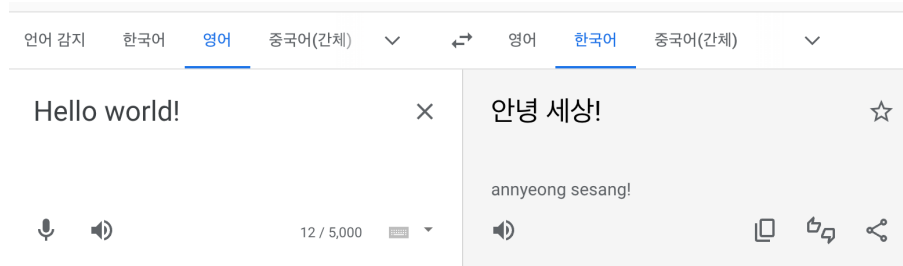 언어 감지 한국어 영어 중국어(간체) 영어 한국어 중국어(간체)
Hello world!
안녕 세상!
annyeong sesang!
12 / 5,000